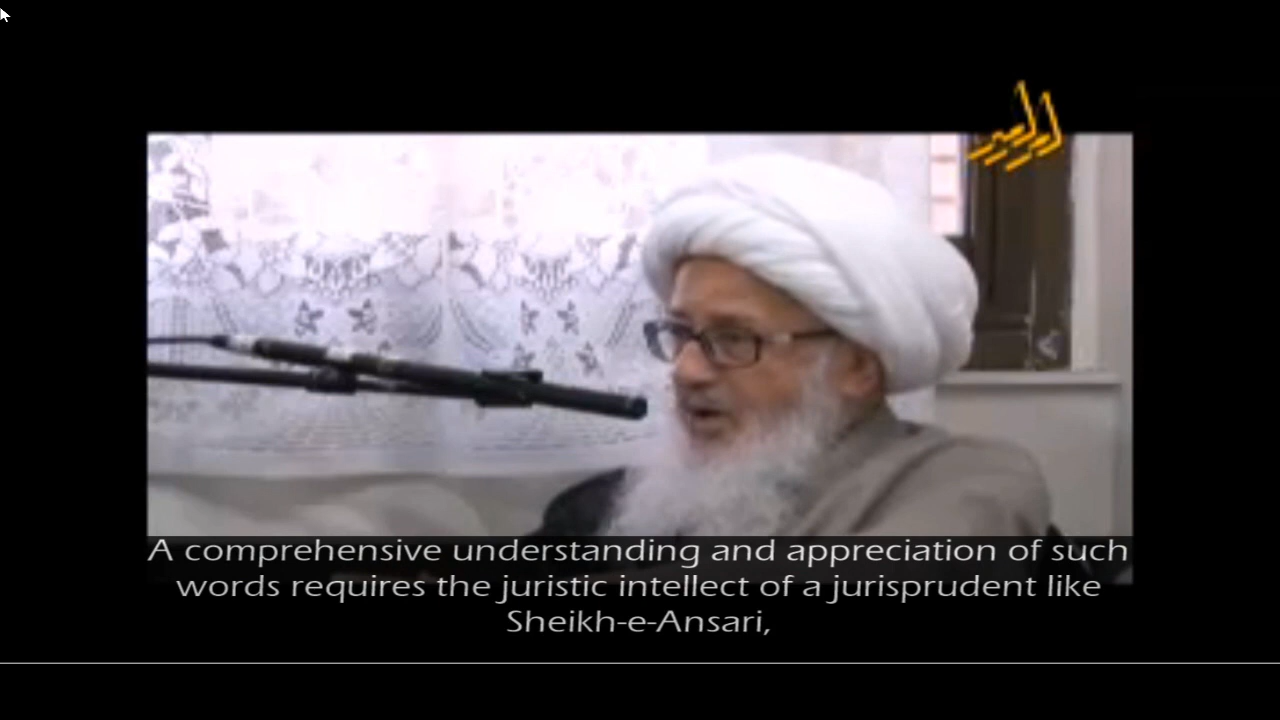 A comprehensive understanding and appreciation of such
words requires the juristic intellect of a jurisprudent like
Sheikh-e-Ansari,